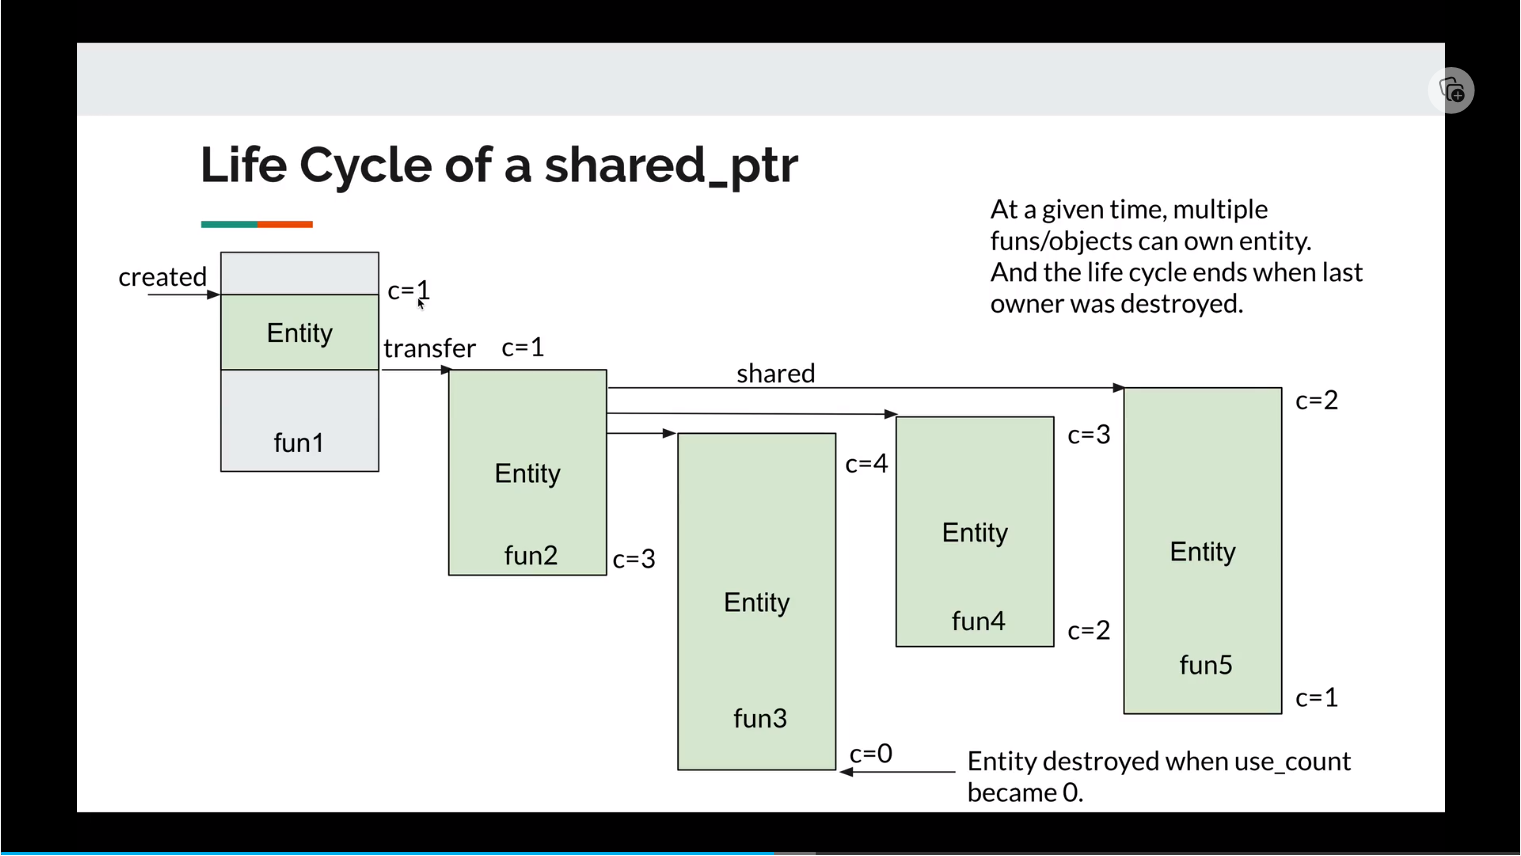 Life Cycle of a shared_ptr
At a given time, multiple
funs/objects can own entity.
And the life cycle ends when last
owner was destroyed.
created
c=1
Entity
transfer
c=1
fun1
shared
Entity
fun2
c=3
c=4
Entity
fun3
c=0
c=3
Entity
fun4
c=2
c=2
Entity
fun5
c=1
Entity destroyed when use_count
became 0.